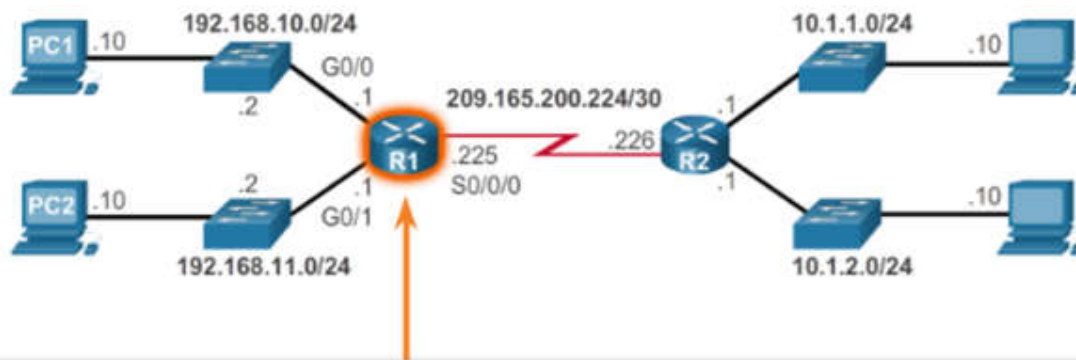 192.168.10.0/24
10.1.1.0/24
PC1
.10
.10
G0/0
.2
.1
209.165.200.224/30
.1
.226
R1
R2
.225
S0/0/0
.2
.1
.1
PC2
.10
G0/1
.10
192.168.11.0/24
10.1.2.0/24